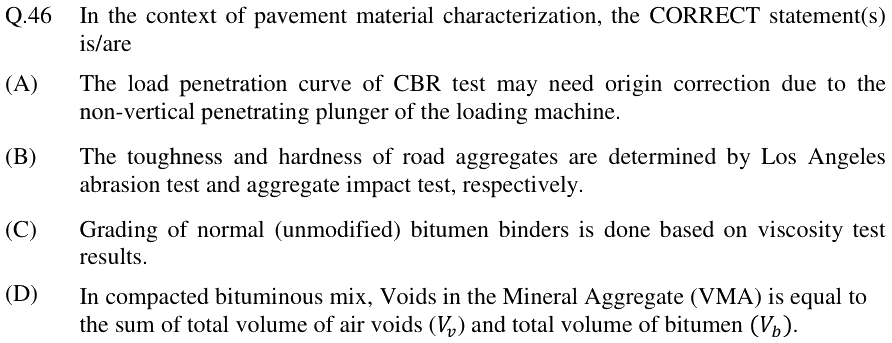 Q.46 In the context of pavement material characterization, the CORRECT statement(s)
is/are
(A) The load penetration curve of CBR test may need origin correction due to the
non-vertical penetrating plunger of the loading machine.
(B) The toughness and hardness of road aggregates are determined by Los Angeles
abrasion test and aggregate impact test, respectively.
(C) Grading of normal (unmodified) bitumen binders is done based on viscosity test
results.
(D) In compacted bituminous mix, Voids in the Mineral Aggregate (VMA) is equal to
the sum of total volume of air voids (V_v) and total volume of bitumen (V_b).